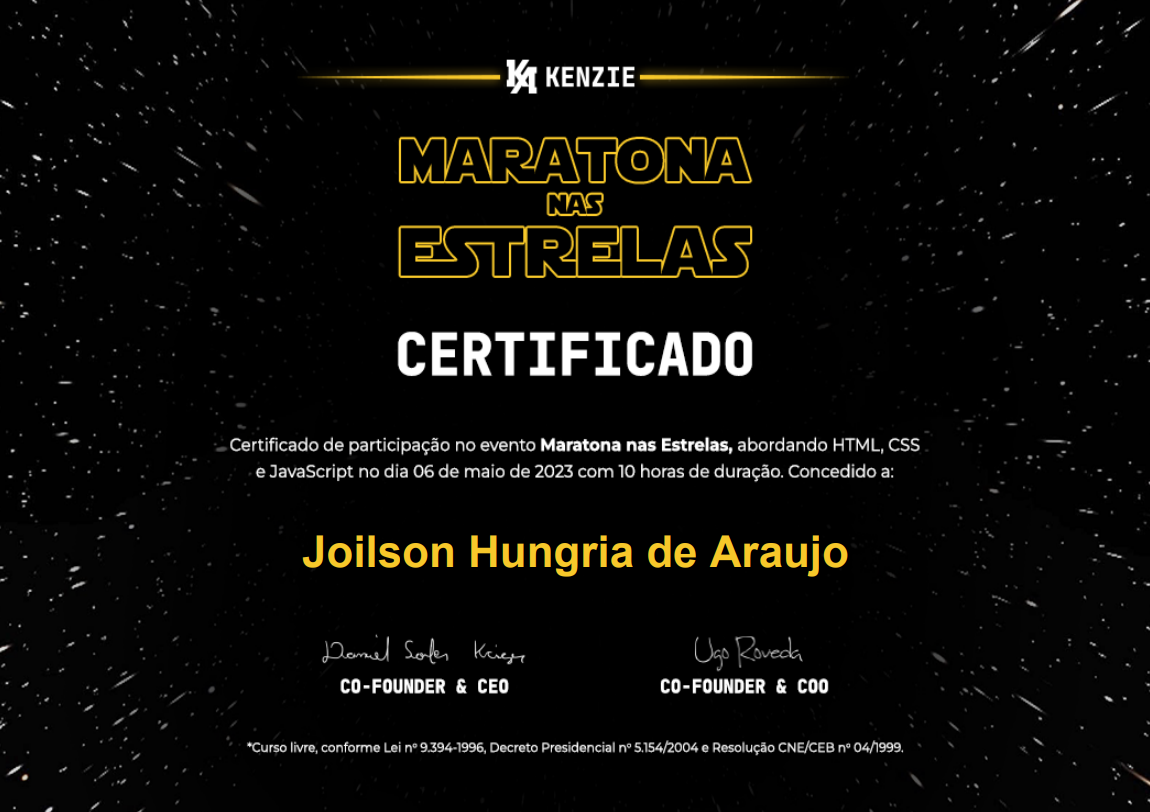 KA KENZIE
MARATONA
NAS
ESTRELAS
CERTIFICADO
Certificado de participação no evento Maratona nas Estrelas, abordando HTML, CSS
e JavaScript no dia 06 de maio de 2023 com 10 horas de duração. Concedido a:
Joilson Hungria de Araujo
Daniel Kriger Ugo Roveda
CO-FOUNDER & CEO CO-FOUNDER & COO
*Curso livre, conforme Lei nº 9.394-1996, Decreto Presidencial nº 5.154/2004 e Resolução CNE/CEB nº 04/1999.